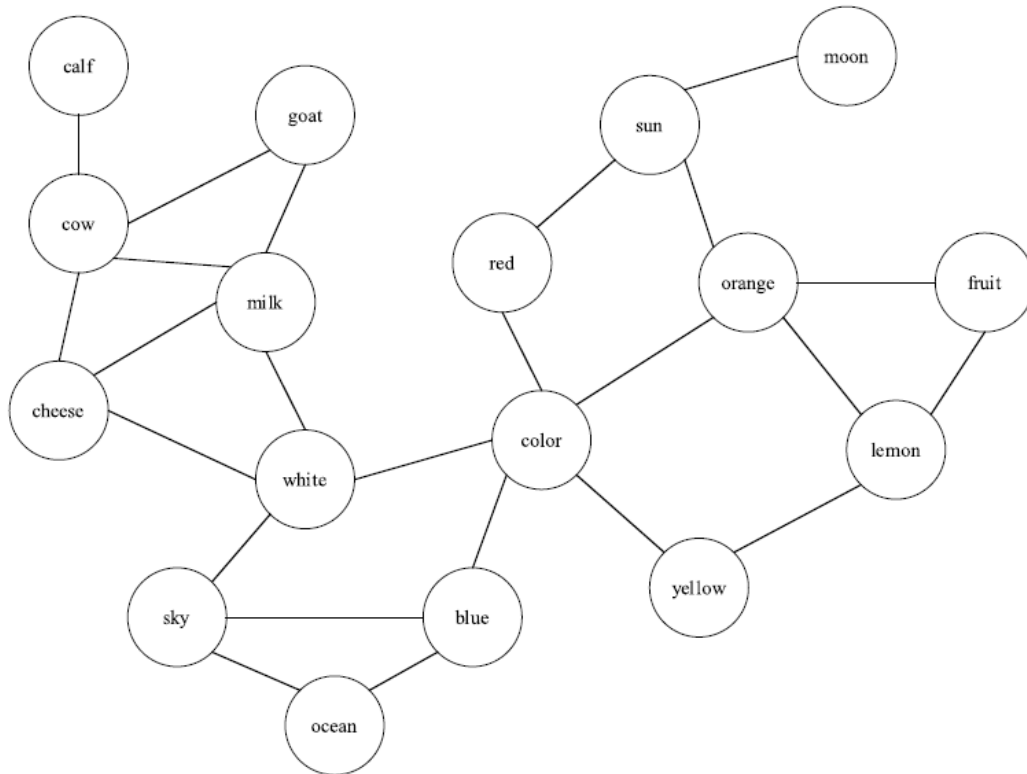 calf
moon
goat
sun
cow
red
orange
fruit
milk
cheese
color
lemon
white
yellow
sky
blue
ocean